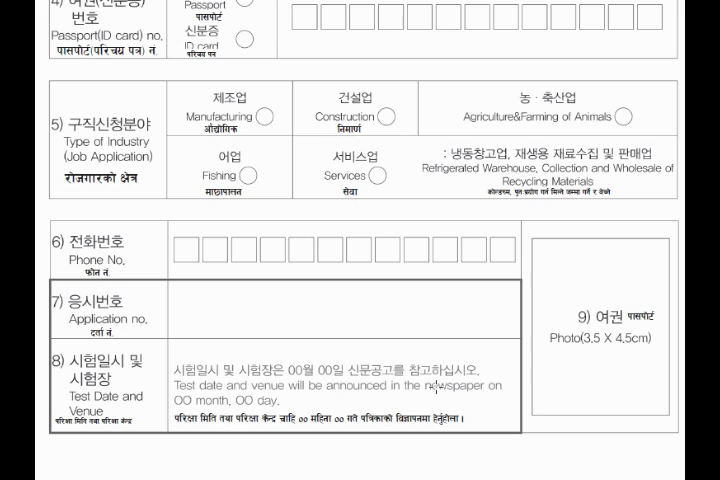 4) 여권(신분증)
번호
Passport(ID card) no.
पासपोर्ट(परिचय पत्र) नं.
Passport
पासपोर्ट
신분증
ID card
5) 구직신청분야
Type of Industry
(Job Application)
रोजगारको क्षेत्र
제조업
Manufacturing
औद्योगिक
건설업
Construction
निमार्ण
농 · 축산업
Agriculture&Farming of Animals
어업
Fishing
माछापालन
서비스업
Services
सेवा
: 냉동창고업, 재생용 재료수집 및 판매업
Refrigerated Warehouse, Collection and Wholesale of
Recycling Materials
6) 전화번호
Phone No.
फोन नं.
7) 응시번호
Application no.
दर्ता नं.
8) 시험일시 및
시험장
Test Date and
Venue
परिक्षा मिति तथा परिक्षा केन्द्र
시험일시 및 시험장은 00월 00일 신문공고를 참고하십시오.
Test date and venue will be announced in the newspaper on
OO month, OO day.
परिक्षा मिति तथा परिक्षा केन्द्र चाहि ०० महिना ०० गते पत्रिकाको विज्ञापनमा हेर्नुहोला।
9) 여권 पासपोर्ट
Photo(3.5 X 4.5cm)